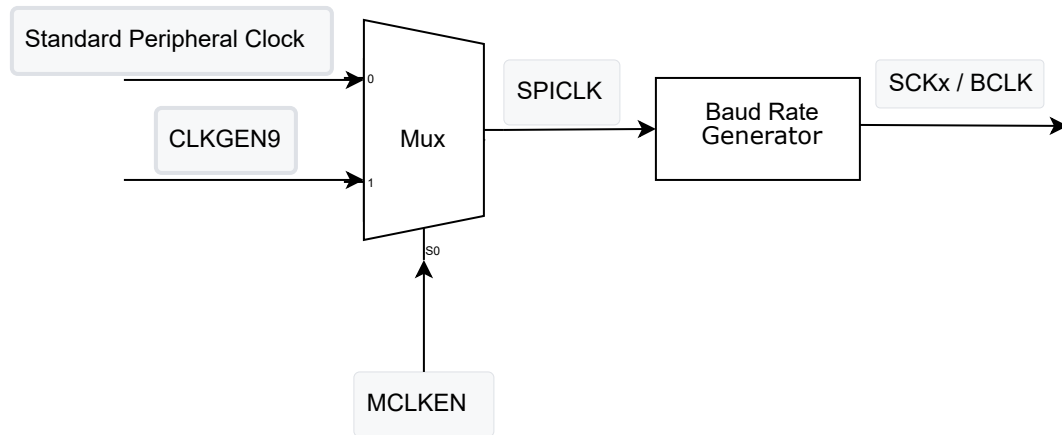 Standard Peripheral Clock
0
CLKGEN9
1
Mux
S0
MCLKEN
SPICLK
Baud Rate
Generator
SCKx / BCLK